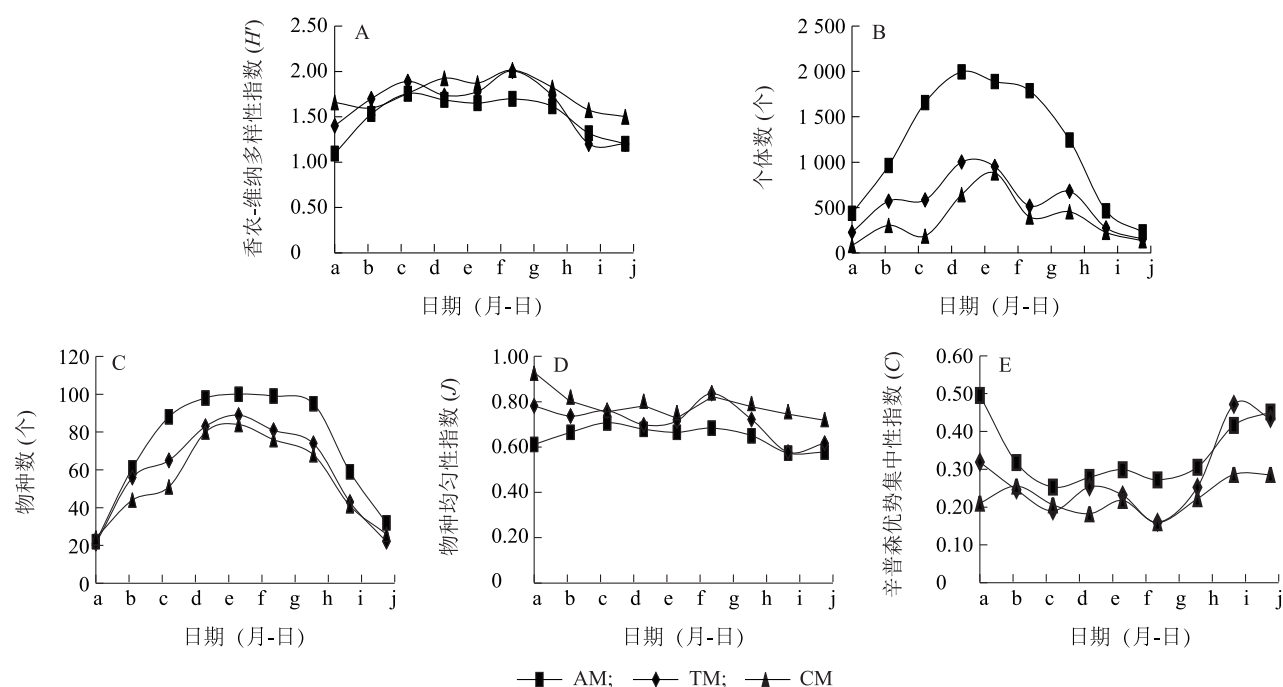 A
香农-维纳多样性指数 (H′)
2.50
2.00
1.50
1.00
0.50
0
a b c d e f g h i j
日期 (月-日)
B
个体数 (个)
2 500
2 000
1 500
1 000
500
0
a b c d e f g h i j
日期 (月-日)
C
物种数 (个)
120
100
80
60
40
20
0
a b c d e f g h i j
日期 (月-日)
D
物种均匀性指数 (J)
1.00
0.80
0.60
0.40
0.20
0
a b c d e f g h i j
日期 (月-日)
E
辛普森优势集中性指数 (C)
0.60
0.50
0.40
0.30
0.20
0.10
0
a b c d e f g h i j
日期 (月-日)
AM; TM; CM